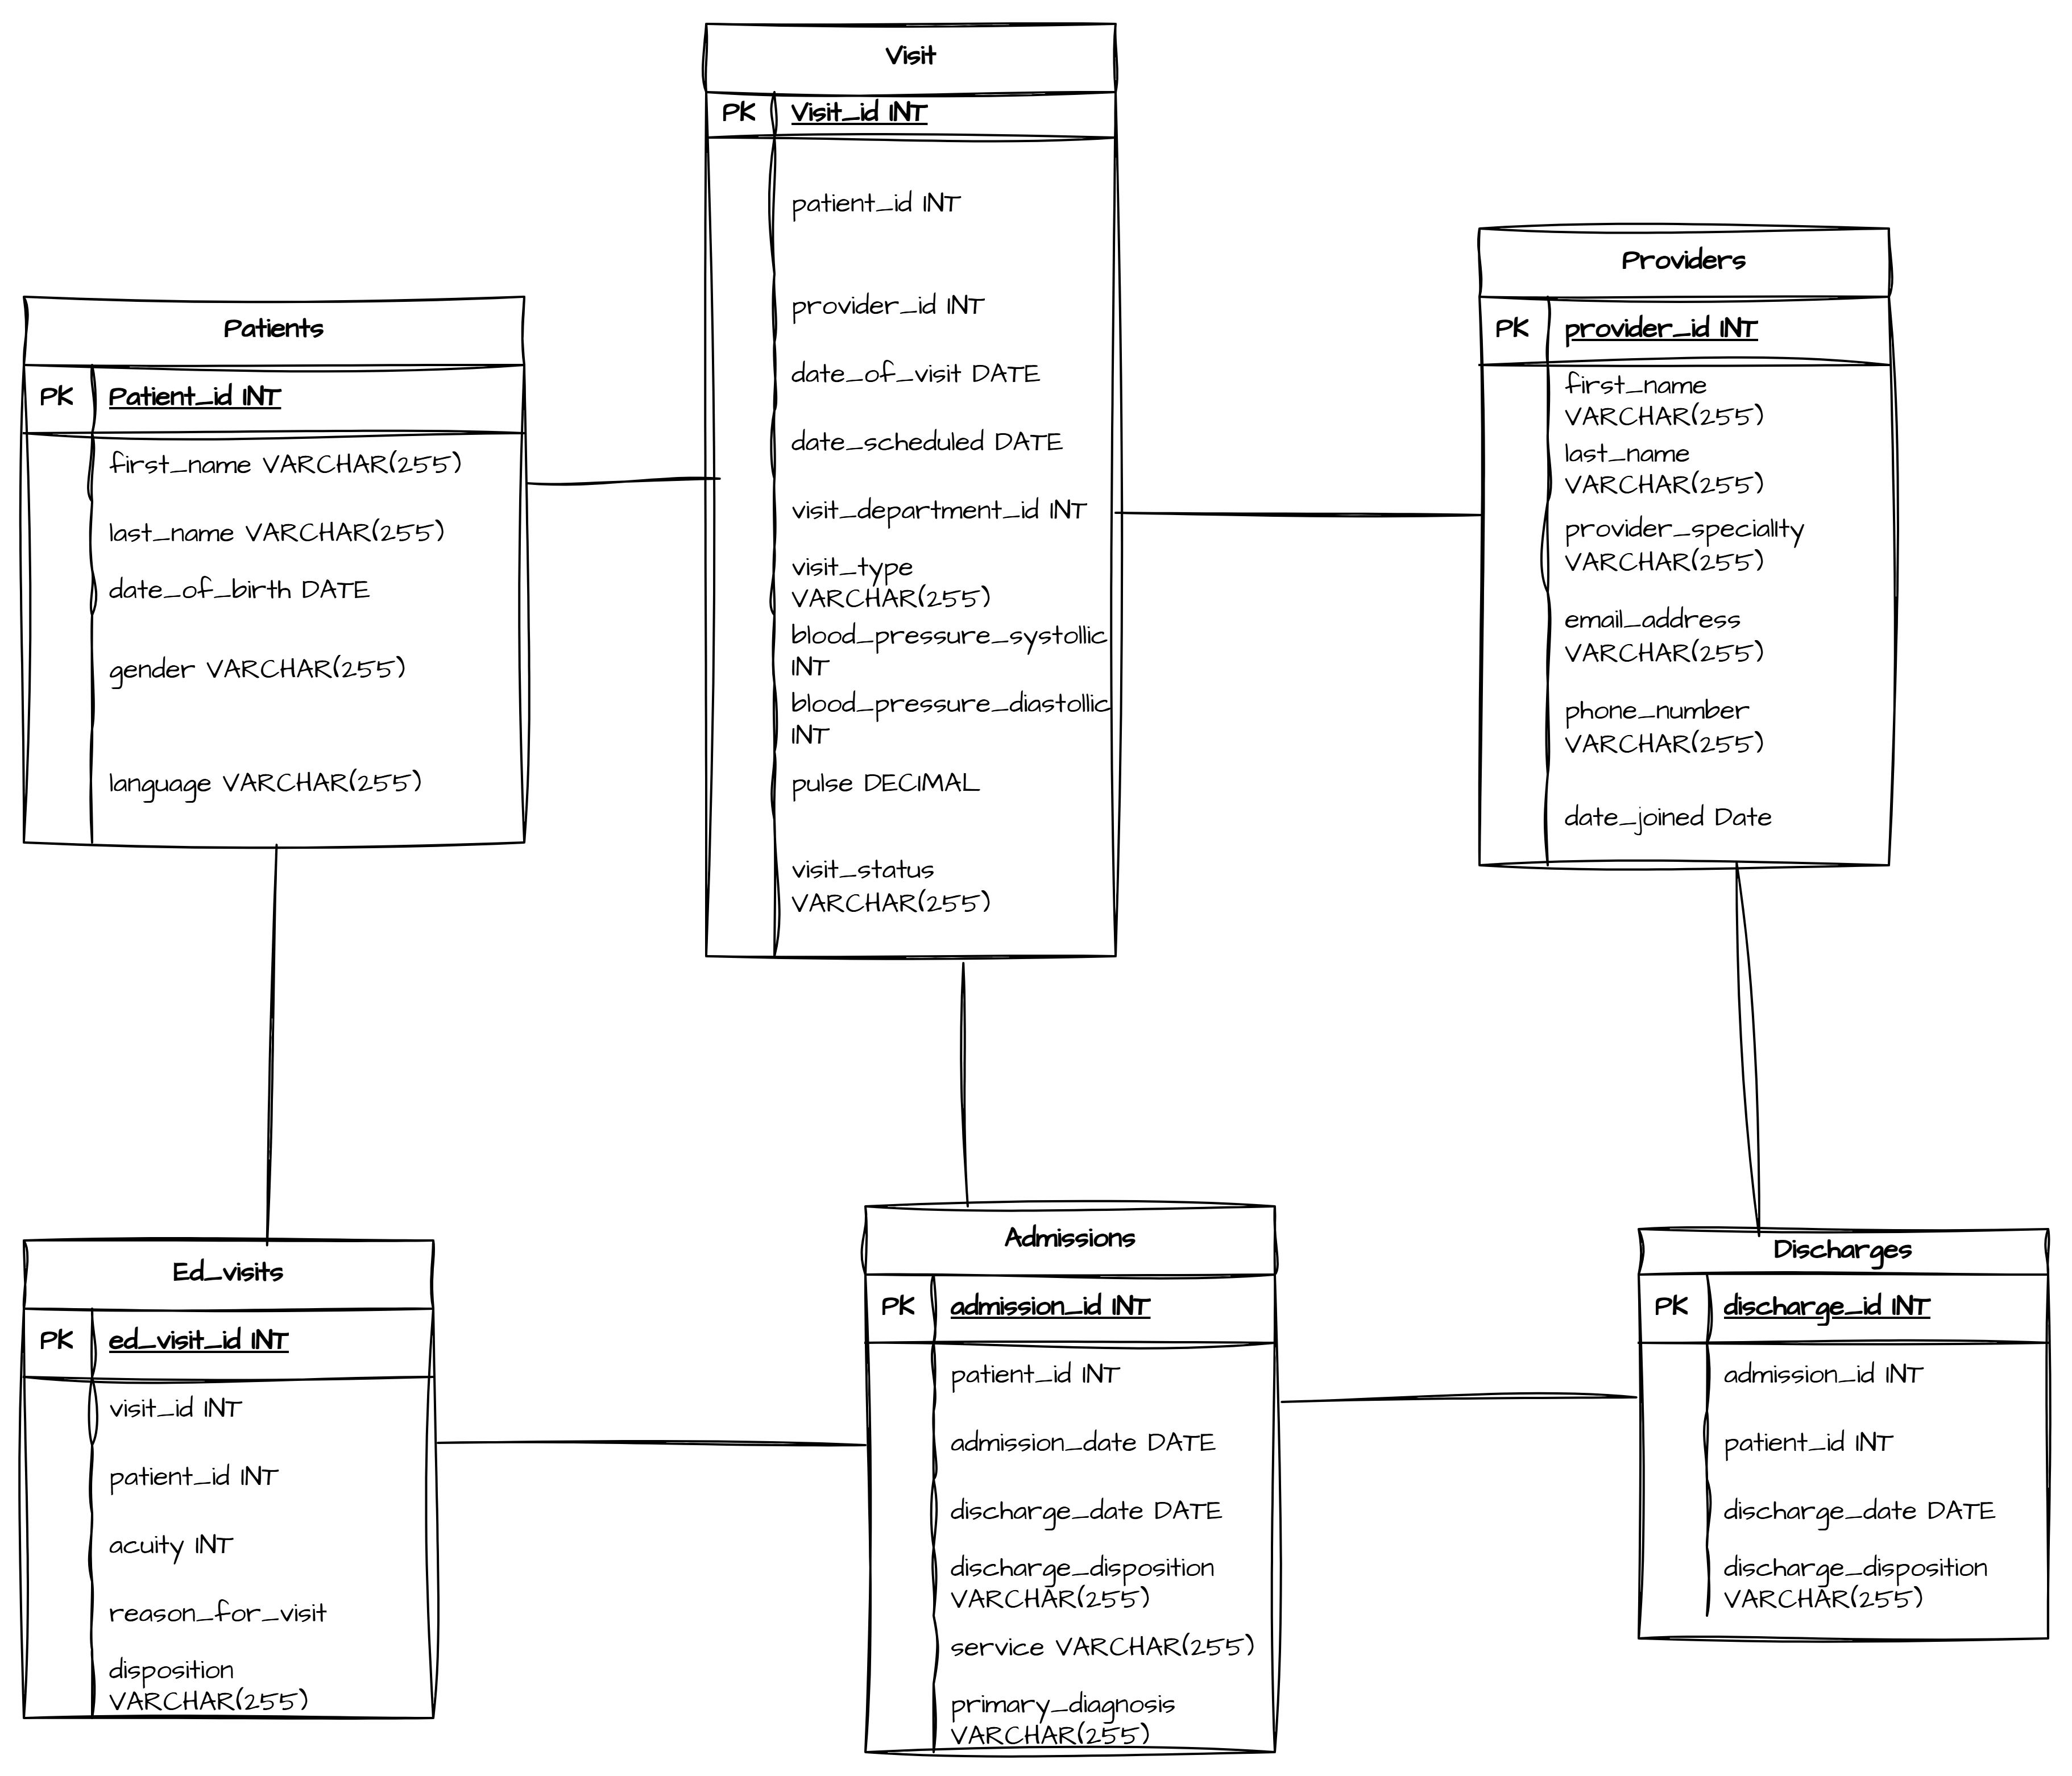 Visit
PK Visit_id INT
patient_id INT
provider_id INT
date_of_visit DATE
date_scheduled DATE
visit_department_id INT
visit_type
VARCHAR(255)
blood_pressure_systollic
INT
blood_pressure_diastollic
INT
pulse DECIMAL
visit_status
VARCHAR(255)
Providers
PK provider_id INT
first_name
VARCHAR(255)
last_name
VARCHAR(255)
provider_speciallty
VARCHAR(255)
email_address
VARCHAR(255)
phone_number
VARCHAR(255)
date_joined Date
Patients
PK Patient_id INT
first_name VARCHAR(255)
last_name VARCHAR(255)
date_of_birth DATE
gender VARCHAR(255)
language VARCHAR(255)
Ed_visits
PK ed_visit_id INT
visit_id INT
patient_id INT
acuity INT
reason_for_visit
disposition
VARCHAR(255)
Admissions
PK admission_id INT
patient_id INT
admission_date DATE
discharge_date DATE
discharge_disposition
VARCHAR(255)
service VARCHAR(255)
primary_diagnosis
VARCHAR(255)
Discharges
PK discharge_id INT
admission_id INT
patient_id INT
discharge_date DATE
discharge_disposition
VARCHAR(255)